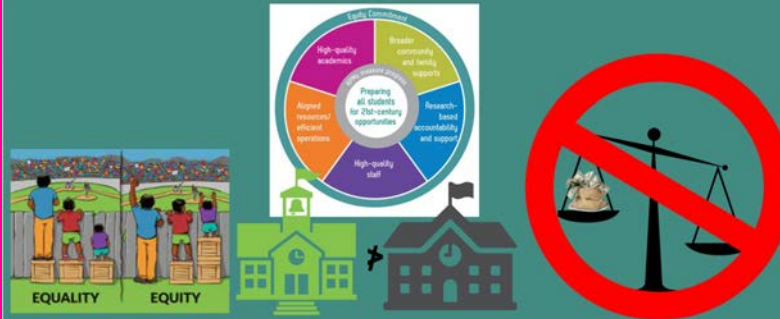 Equity Commitment
High-quality
academics
Broader
community
and family
supports
Preparing
all students
for 21st-century
opportunities
Aligned
resources/
efficient
operations
Research-
based
accountability
and support
High-quality
staff
EQUALITY
EQUITY